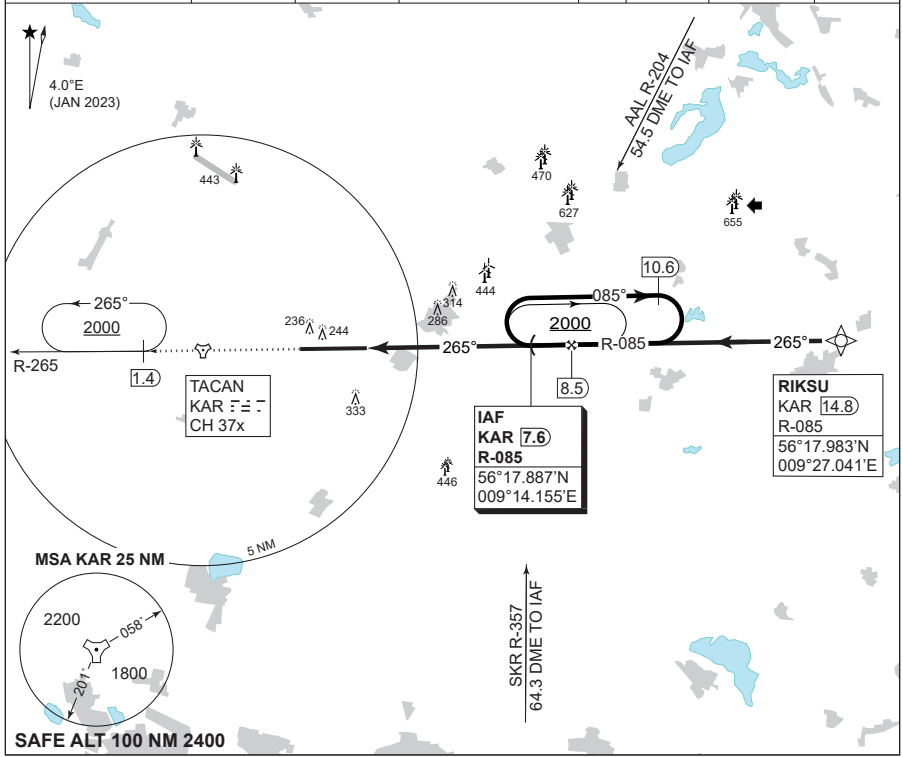 4.0°E
(JAN 2023)
443
470
627
AAL R-204
54.5 DME TO IAF
655
265°
2000
R-265
1.4
236
244
314
286
444
085°
10.6
2000
265°
R-085
265°
8.5
TACAN
KAR
CH 37x
333
IAF
KAR 7.6
R-085
56°17.887'N
009°14.155'E
RIKSU
KAR 14.8
R-085
56°17.983'N
009°27.041'E
446
5 NM
MSA KAR 25 NM
2200
058°
1800
201°
SKR R-357
64.3 DME TO IAF
SAFE ALT 100 NM 2400